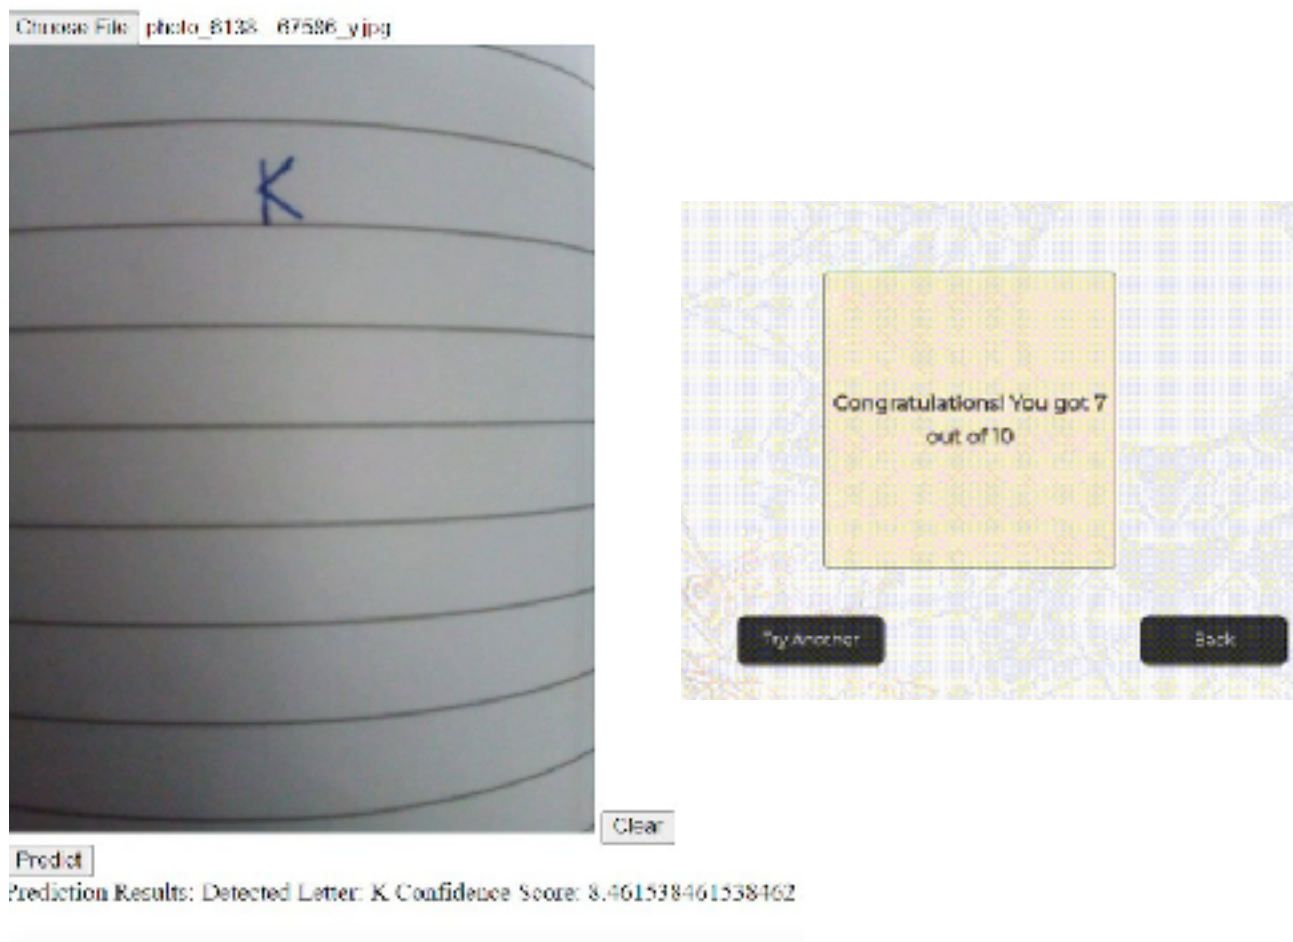 Choose File photo_6138...67586_y.jpg
K
Congratulations! You got 7
out of 10
Try Another
Back
Clear
Predict
Prediction Results: Detected Letter: K Confidence Score: 8.461538461538462